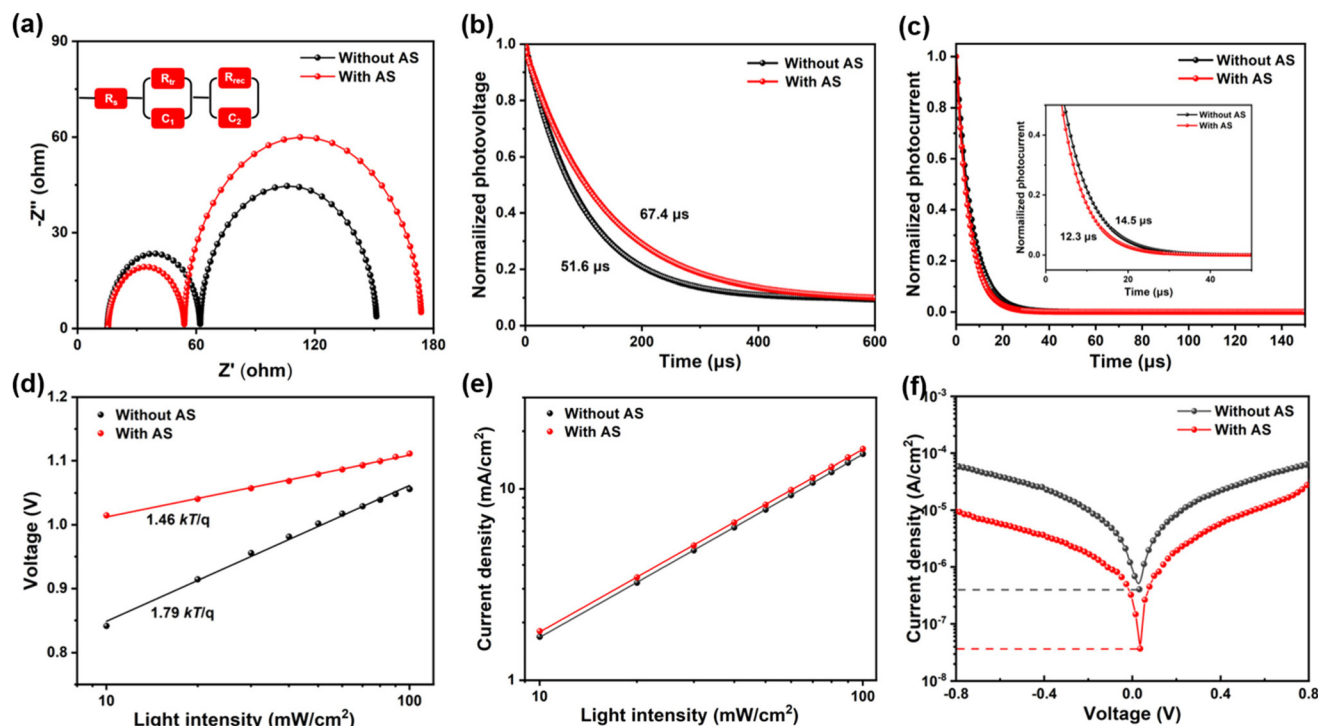 (a)
90
60
30
0
-Z'' (ohm)
0
60
120
180
Z' (ohm)
Without AS
With AS
Rs
Rtr
C1
Rrec
C2
(b)
1.0
0.8
0.6
0.4
0.2
0.0
Normailized photovoltage
0
200
400
600
Time (μs)
Without AS
With AS
67.4 μs
51.6 μs
(c)
1.0
0.8
0.6
0.4
0.2
0.0
Normailized photocurrent
0
20
40
60
80
100
120
140
Time (μs)
Without AS
With AS
0.4
0.2
0.0
Normailized photocurrent
20
40
Time (μs)
Without AS
With AS
14.5 μs
12.3 μs
(d)
1.2
1.1
1.0
0.9
0.8
Voltage (V)
10
100
Light intensity (mW/cm²)
Without AS
With AS
1.46 kT/q
1.79 kT/q
(e)
10
1
Current density (mA/cm²)
10
100
Light intensity (mW/cm²)
Without AS
With AS
(f)
10⁻³
10⁻⁴
10⁻⁵
10⁻⁶
10⁻⁷
10⁻⁸
Current density (A/cm²)
-0.8
-0.4
0.0
0.4
0.8
Voltage (V)
Without AS
With AS